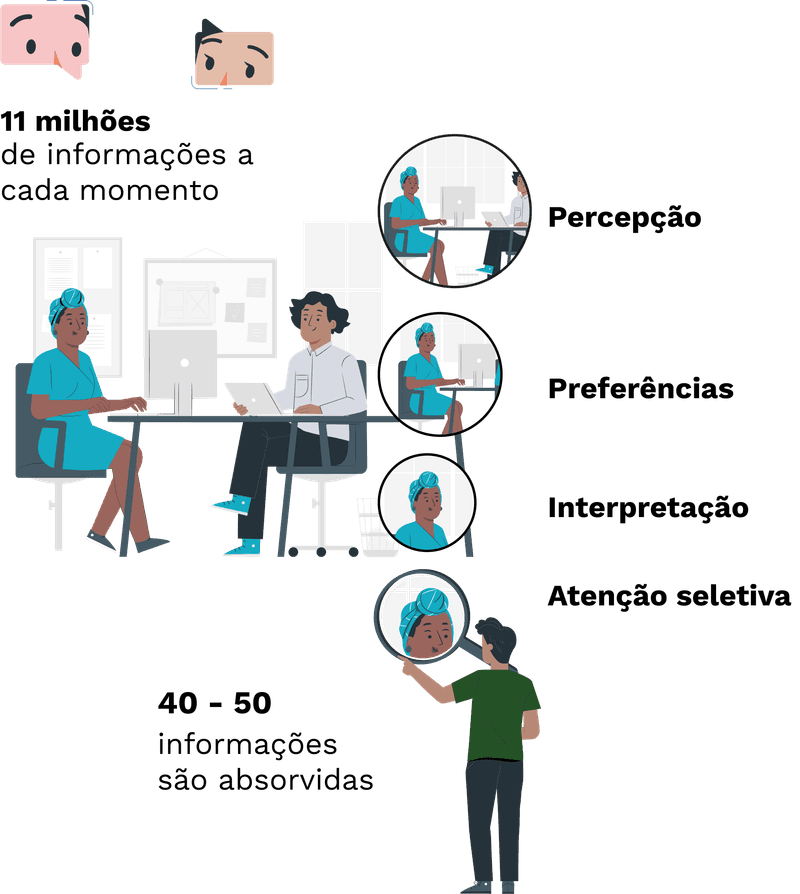 11 milhões
de informações a
cada momento
Percepção
Preferências
Interpretação
Atenção seletiva
40 - 50
informações
são absorvidas